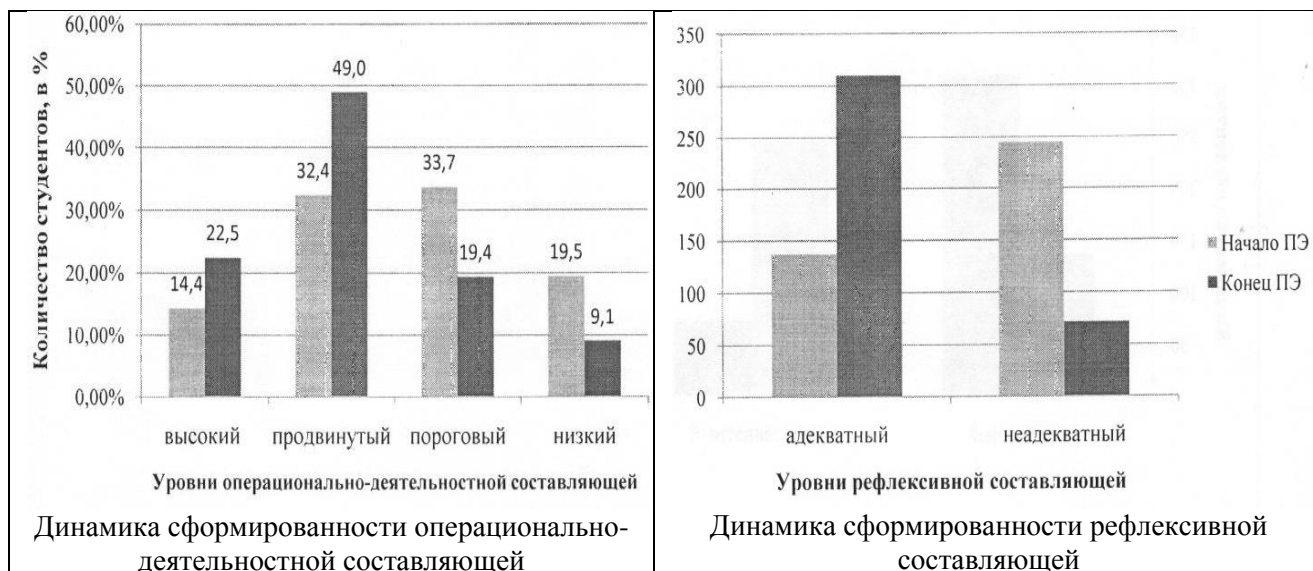 60,00%
50,00%
40,00%
30,00%
20,00%
10,00%
0,00%
Количество студентов, в %
14,4
22,5
32,4
49,0
33,7
19,4
19,5
9,1
высокий продвинутый пороговый низкий
Уровни операционально-деятельностной составляющей
Динамика сформированности операционально-
деятельностной составляющей
350
300
250
200
150
100
50
0
адекватный неадекватный
Начало ПЭ
Конец ПЭ
Уровни рефлексивной составляющей
Динамика сформированности рефлексивной
составляющей